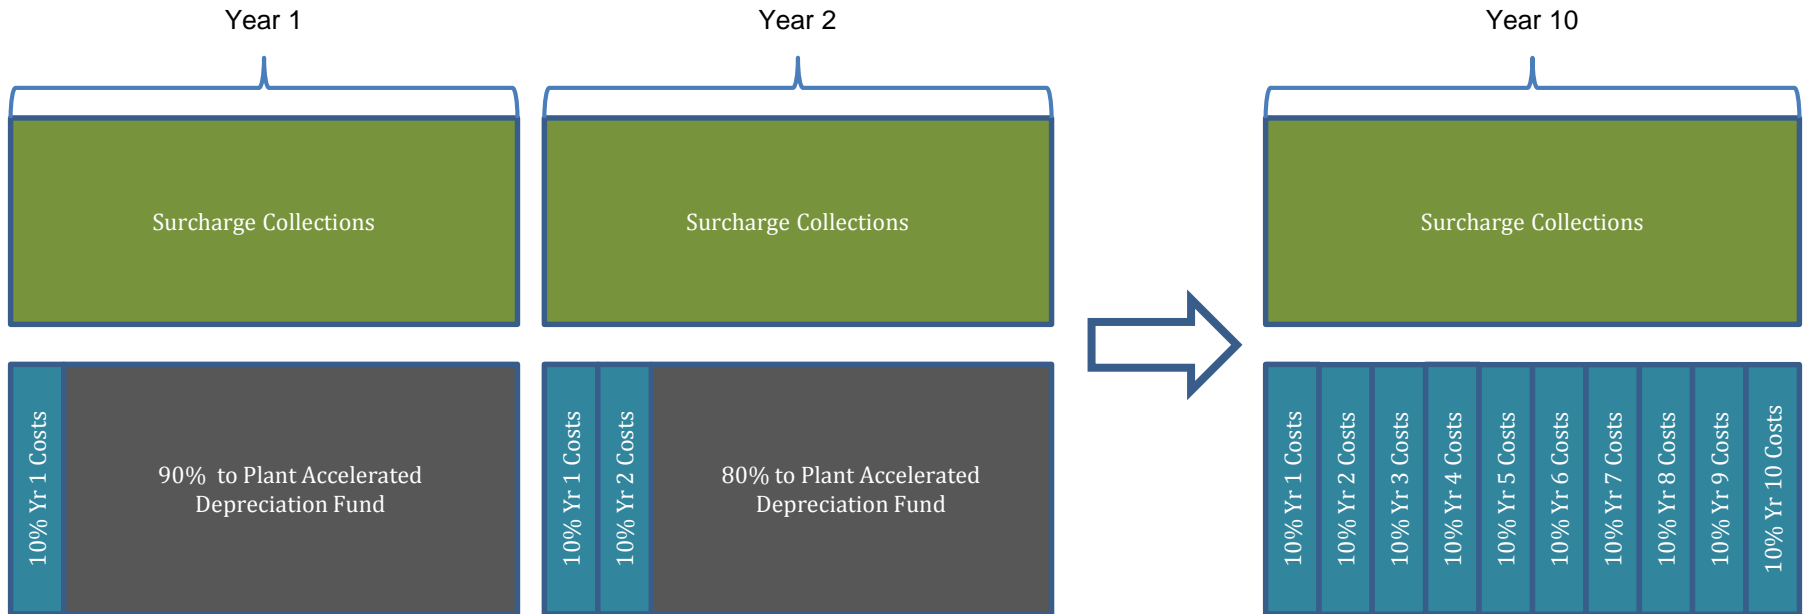 Year 1
Year 2
Year 10
Surcharge Collections
Surcharge Collections
Surcharge Collections
10% Yr 1 Costs
90%  to Plant Accelerated
Depreciation Fund
10% Yr 1 Costs
10% Yr 2 Costs
80% to Plant Accelerated
Depreciation Fund
10% Yr 1 Costs
10% Yr 2 Costs
10% Yr 3 Costs
10% Yr 4 Costs
10% Yr 5 Costs
10% Yr 6 Costs
10% Yr 7 Costs
10% Yr 8 Costs
10% Yr 9 Costs
10% Yr 10 Costs